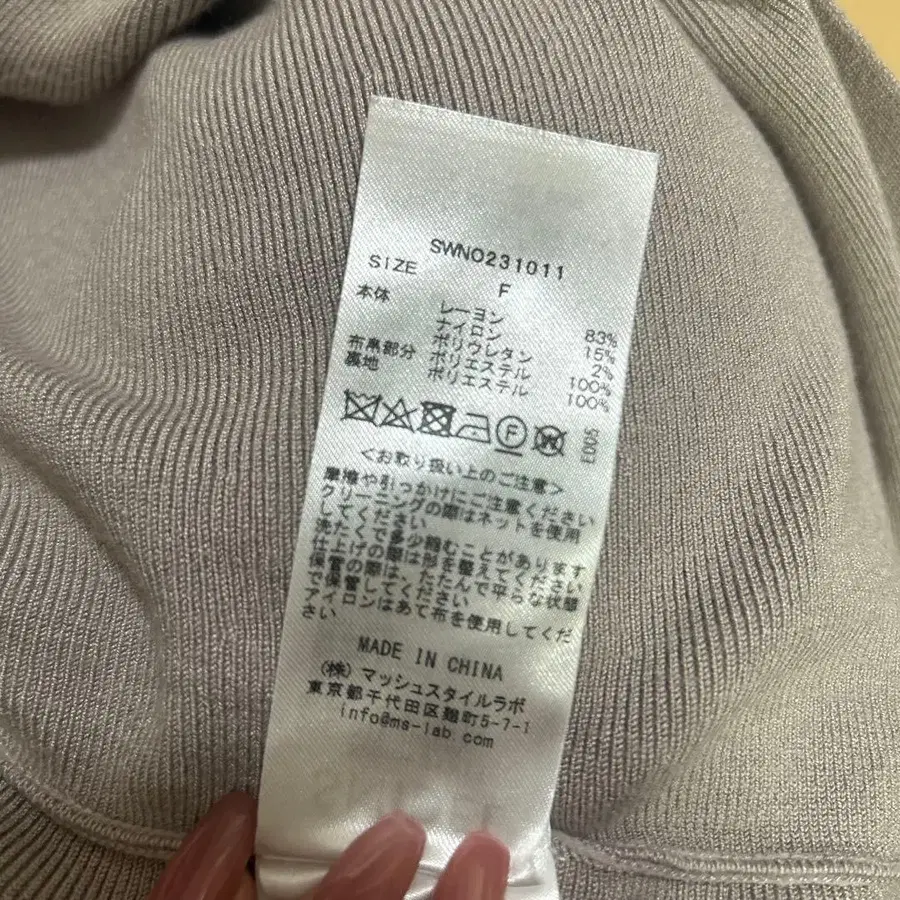 SWNO231011
SIZE F
本体 レーヨン 83%
ナイロン 15%
ポリウレタン 2%
布帛部分 ポリエステル 100%
裏地 ポリエステル 100%
F
W
E005
<お取り扱い上のご注意>
摩擦や引っかけにご注意ください
クリーニングの際はネットを使用
してください
洗たくで多少縮むことがあります
仕上げの際は形を整えてください
保管の際は、たたんで平らな状態
で保管してください
アイロンはあて布を使用してくだ
さい
MADE IN CHINA
(株)マッシュスタイルラボ
東京都千代田区麹町5-7-1
info@ms-lab.com